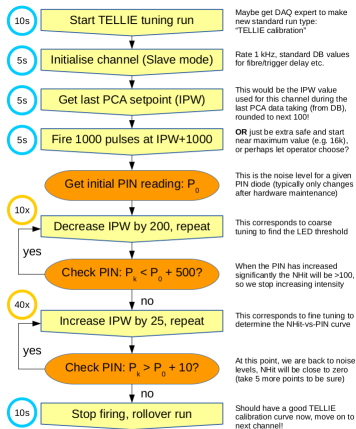 10s
Start TELLIE tuning run
Maybe get DAQ expert to make
new standard run type:
"TELLIE calibration"
5s
Initialise channel (Slave mode)
Rate 1 kHz, standard DB values
for fibre/trigger delay etc.
5s
Get last PCA setpoint (IPW)
This would be the IPW value
used for this channel during the
last PCA data taking (from DB),
rounded to next 100!
5s
Fire 1000 pulses at IPW+1000
OR just be extra safe and start
near maximum value (e.g. 16k),
or perhaps let operator choose?
Get initial PIN reading: P0
This is the noise level for a given
PIN diode (typically only changes
after hardware maintenance)
10x
Decrease IPW by 200, repeat
This corresponds to coarse
tuning to find the LED threshold
yes
Check PIN: Pk < P0 + 500?
When the PIN has increased
significantly the NHit will be >100,
so we stop increasing intensity
no
40x
Increase IPW by 25, repeat
This corresponds to fine tuning to
determine the NHit-vs-PIN curve
yes
Check PIN: Pk > P0 + 10?
At this point, we are back to noise
levels, NHit will be close to zero
(take 5 more points to be sure)
no
10s
Stop firing, rollover run
Should have a good TELLIE
calibration curve now, move on to
next channel!